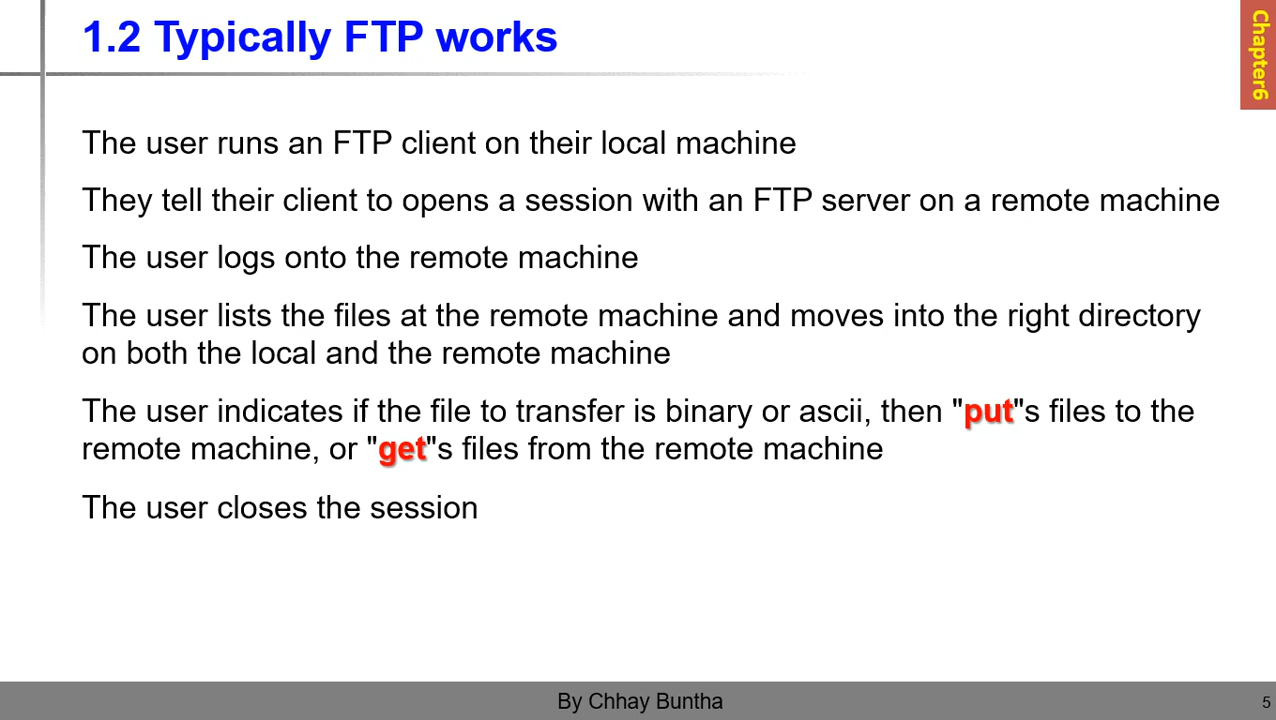 1.2 Typically FTP works
Chapter6
The user runs an FTP client on their local machine
They tell their client to opens a session with an FTP server on a remote machine
The user logs onto the remote machine
The user lists the files at the remote machine and moves into the right directory
on both the local and the remote machine
The user indicates if the file to transfer is binary or ascii, then "put"s files to the
remote machine, or "get"s files from the remote machine
The user closes the session
By Chhay Buntha
5